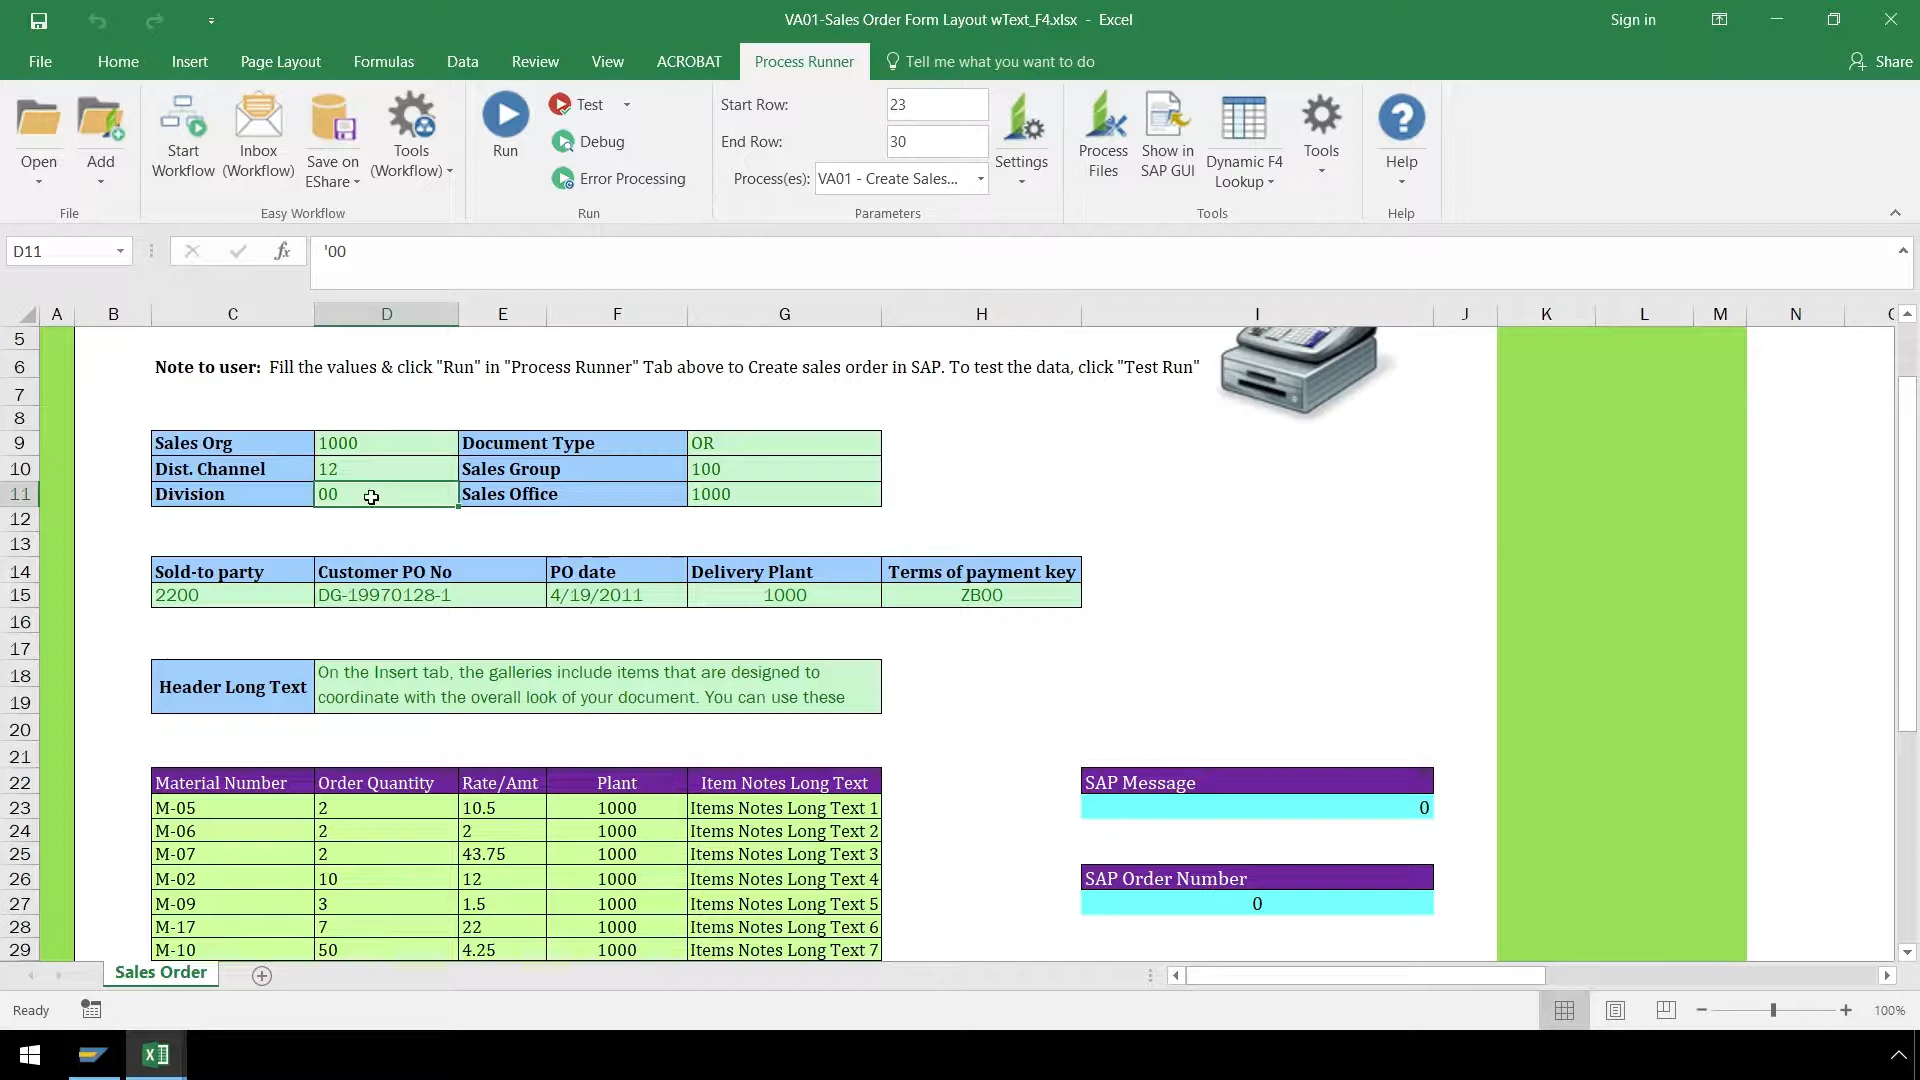 VA01-Sales Order Form Layout wText_F4.xlsx - Excel
Sign in
File Home Insert Page Layout Formulas Data Review View ACROBAT Process Runner Tell me what you want to do Share
Open
Add
File
Start Workflow
Inbox (Workflow)
Save on EShare
Tools (Workflow)
Easy Workflow
Run
Test
Debug
Error Processing
Run
Start Row: 23
End Row: 30
Process(es): VA01 - Create Sales...
Settings
Parameters
Process Files
Show in SAP GUI
Dynamic F4 Lookup
Tools
Tools
Help
Help
D11 fx '00
A B C D E F G H I J K L M N
5
6 Note to user: Fill the values & click "Run" in "Process Runner" Tab above to Create sales order in SAP. To test the data, click "Test Run"
7
8
9 Sales Org 1000 Document Type OR
10 Dist. Channel 12 Sales Group 100
11 Division 00 Sales Office 1000
12
13
14 Sold-to party Customer PO No PO date Delivery Plant Terms of payment key
15 2200 DG-19970128-1 4/19/2011 1000 ZB00
16
17
18 Header Long Text On the Insert tab, the galleries include items that are designed to
19 coordinate with the overall look of your document. You can use these
20
21
22 Material Number Order Quantity Rate/Amt Plant Item Notes Long Text SAP Message
23 M-05 2 10.5 1000 Items Notes Long Text 1 0
24 M-06 2 2 1000 Items Notes Long Text 2
25 M-07 2 43.75 1000 Items Notes Long Text 3
26 M-02 10 12 1000 Items Notes Long Text 4 SAP Order Number
27 M-09 3 1.5 1000 Items Notes Long Text 5 0
28 M-17 7 22 1000 Items Notes Long Text 6
29 M-10 50 4.25 1000 Items Notes Long Text 7
Sales Order
Ready 100%